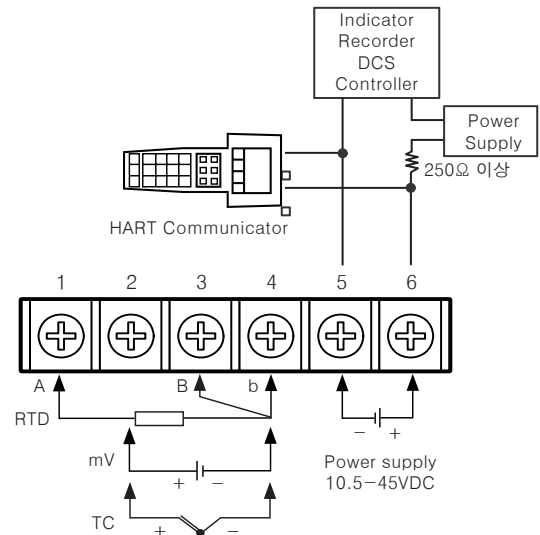 Indicator
Recorder
DCS
Controller
Power
Supply
250Ω 이상
HART Communicator
1 2 3 4 5 6
A B b
RTD
− +
mV
+ −
Power supply
10.5−45VDC
TC
+ −